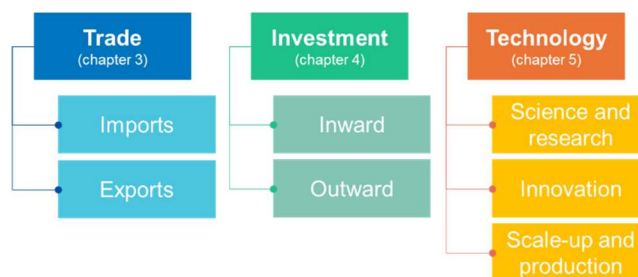 Trade
(chapter 3)
Imports
Exports
Investment
(chapter 4)
Inward
Outward
Technology
(chapter 5)
Science and
research
Innovation
Scale-up and
production